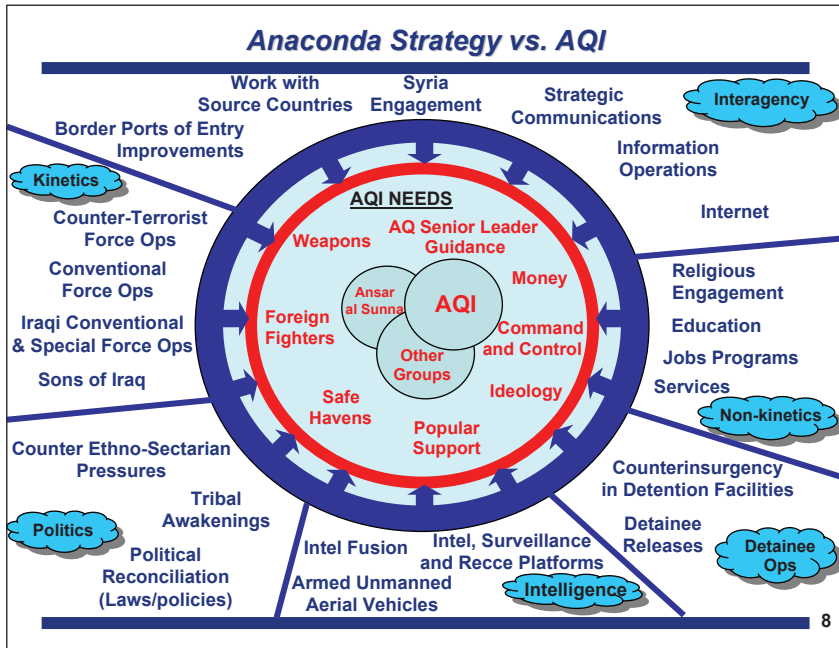 Anaconda Strategy vs. AQI
Interagency
Work with
Source Countries
Syria
Engagement
Strategic
Communications
Border Ports of Entry
Improvements
Information
Operations
Internet
Kinetics
Counter-Terrorist
Force Ops
Conventional
Force Ops
Iraqi Conventional
& Special Force Ops
Sons of Iraq
AQI NEEDS
Weapons
AQ Senior Leader
Guidance
Money
Foreign
Fighters
Ansar
al Sunna
AQI
Other
Groups
Command
and Control
Ideology
Safe
Havens
Popular
Support
Religious
Engagement
Education
Jobs Programs
Services
Non-kinetics
Counter Ethno-Sectarian
Pressures
Tribal
Awakenings
Politics
Political
Reconciliation
(Laws/policies)
Intel Fusion
Armed Unmanned
Aerial Vehicles
Intel, Surveillance
and Recce Platforms
Intelligence
Counterinsurgency
in Detention Facilities
Detainee
Releases
Detainee
Ops
8